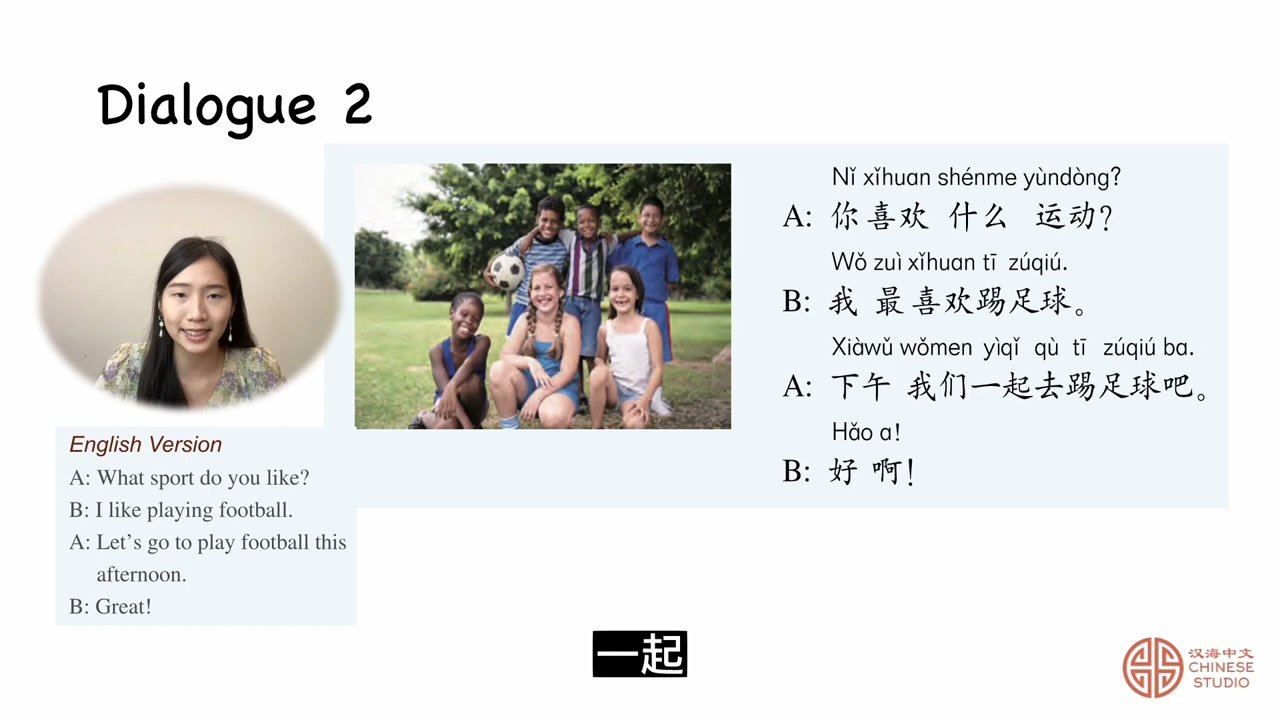 Dialogue 2
Nǐ xǐhuan shénme yùndòng?
A: 你喜欢 什么 运动?
Wǒ zuì xǐhuan tī zúqiú.
B: 我 最喜欢踢足球。
Xiàwǔ wǒmen yìqǐ qù tī zúqiú ba.
A: 下午 我们一起去踢足球吧。
Hǎo a!
B: 好 啊!
English Version
A: What sport do you like?
B: I like playing football.
A: Let's go to play football this
afternoon.
B: Great!
一起
汉海中文
CHINESE
STUDIO